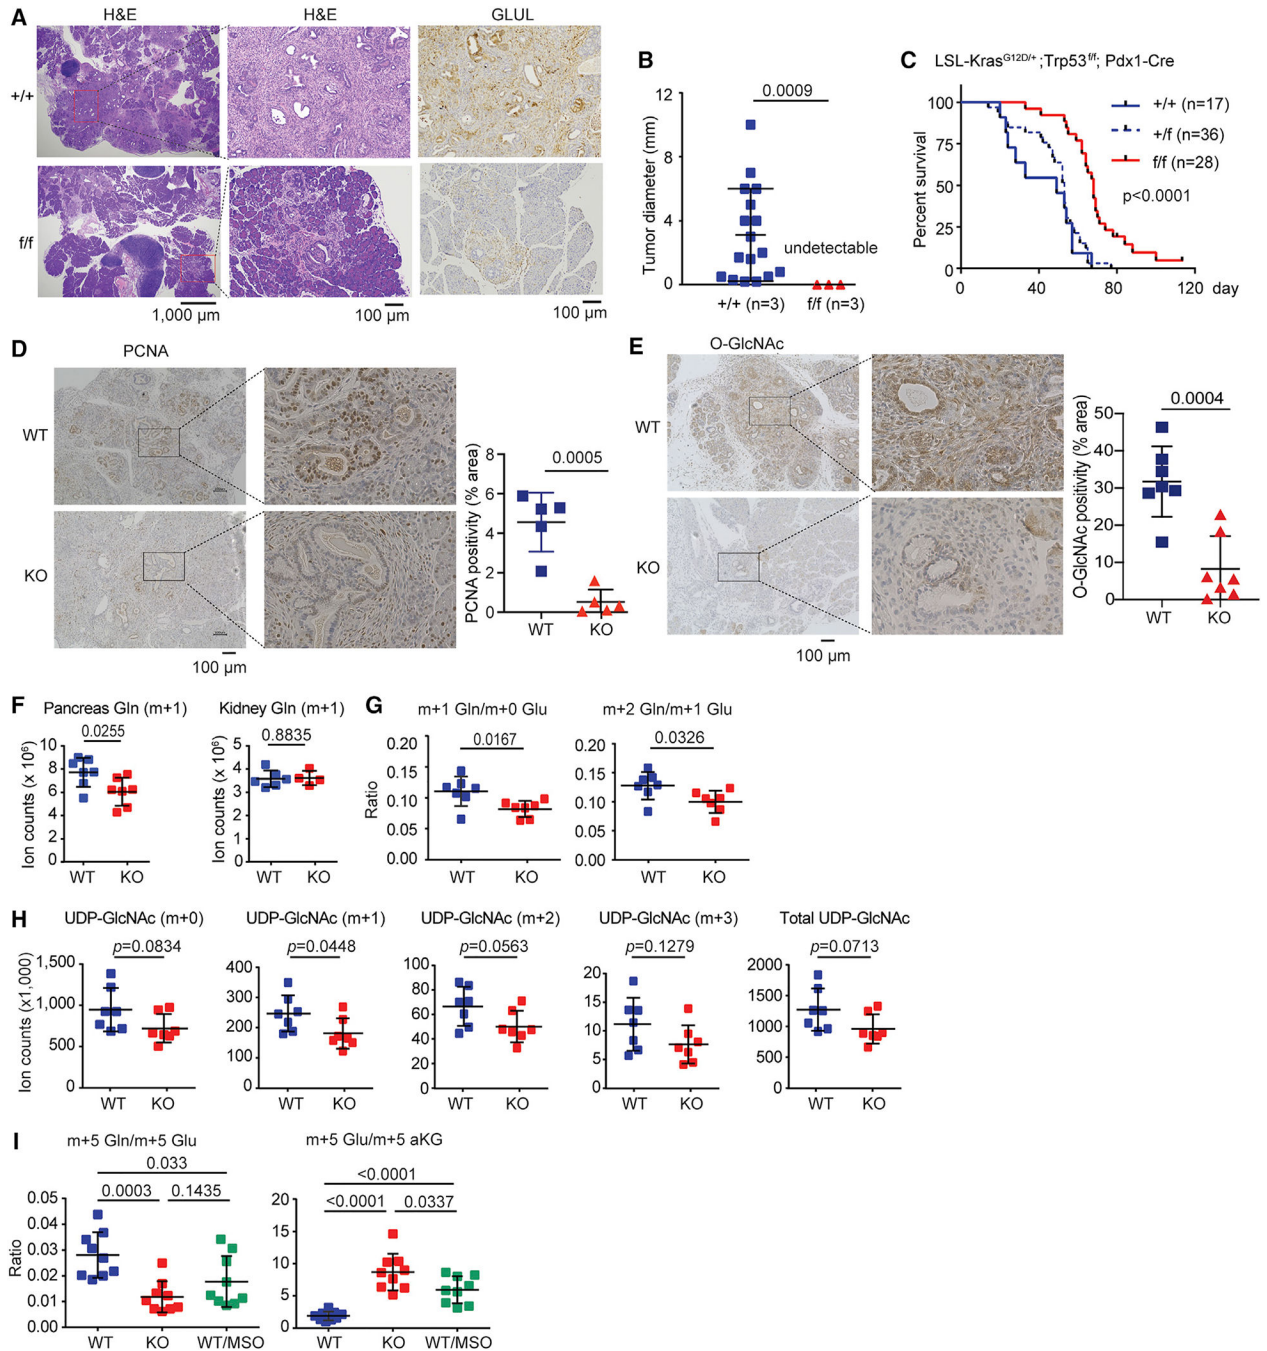 A
H&E
H&E
GLUL
+/+
f/f
1,000 µm
100 µm
100 µm
B
0.0009
Tumor diameter (mm)
12
8
4
0
undetectable
+/+ (n=3)
f/f (n=3)
C
LSL-KrasG12D/+;Trp53f/f; Pdx1-Cre
Percent survival
100
75
50
25
0
+/+ (n=17)
+/f (n=36)
f/f (n=28)
p<0.0001
0
40
80
120
day
D
PCNA
WT
KO
100 µm
PCNA positivity (% area)
8
6
4
2
0
0.0005
WT
KO
E
O-GlcNAc
WT
KO
100 µm
O-GlcNAc positivity (% area)
50
40
30
20
10
0
0.0004
WT
KO
F
Pancreas Gln (m+1)
0.0255
Ion counts (x 10⁶)
10
8
6
4
2
0
WT
KO
Kidney Gln (m+1)
0.8835
Ion counts (x 10⁶)
5
4
3
2
1
0
WT
KO
G
m+1 Gln/m+0 Glu
0.0167
Ratio
0.20
0.15
0.10
0.05
0.00
WT
KO
m+2 Gln/m+1 Glu
0.0326
0.20
0.15
0.10
0.05
0.00
WT
KO
H
UDP-GlcNAc (m+0)
p=0.0834
Ion counts (x1,000)
1,500
1,000
500
0
WT
KO
UDP-GlcNAc (m+1)
p=0.0448
400
300
200
100
0
WT
KO
UDP-GlcNAc (m+2)
p=0.0563
100
80
60
40
20
0
WT
KO
UDP-GlcNAc (m+3)
p=0.1279
20
15
10
5
0
WT
KO
Total UDP-GlcNAc
p=0.0713
2000
1500
1000
500
0
WT
KO
I
m+5 Gln/m+5 Glu
0.033
0.0003
0.1435
Ratio
0.05
0.04
0.03
0.02
0.01
0.00
WT
KO
WT/MSO
m+5 Glu/m+5 aKG
<0.0001
<0.0001
0.0337
20
15
10
5
0
WT
KO
WT/MSO